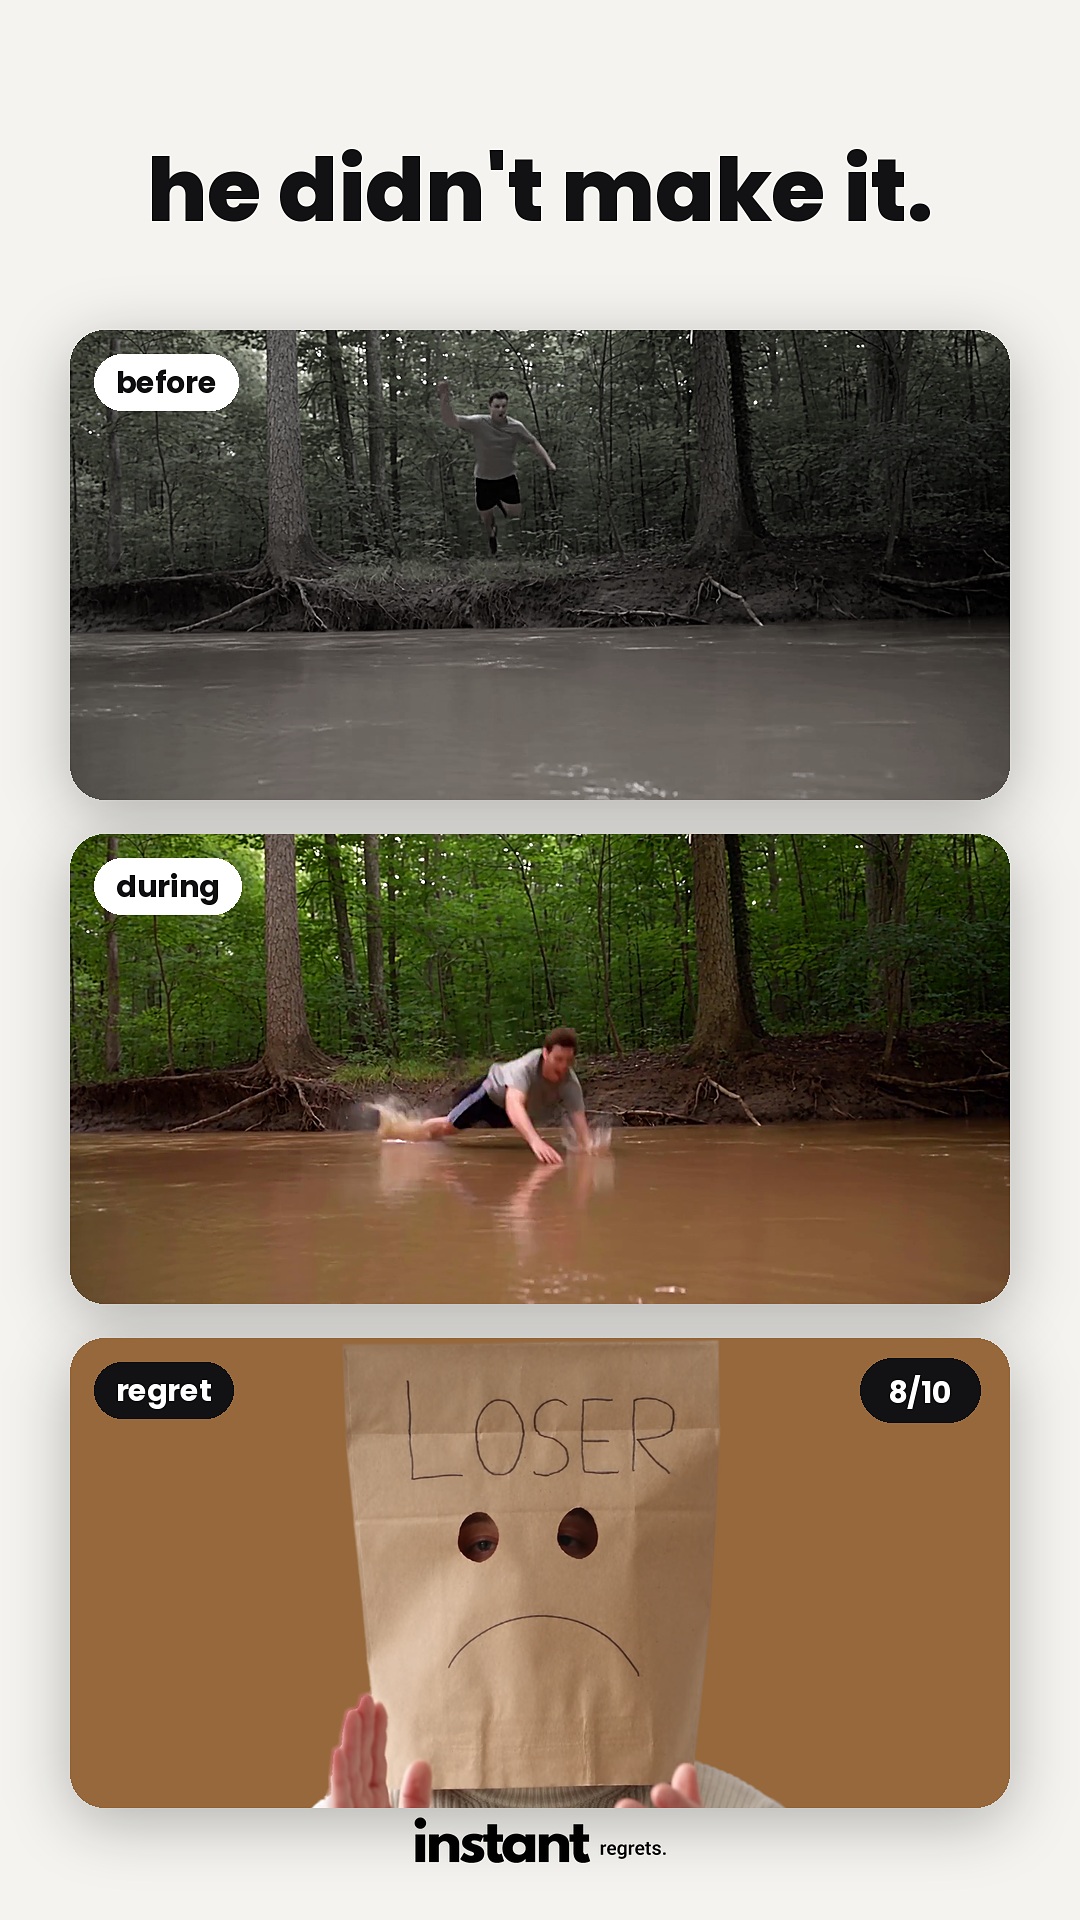 he didn't make it.
before
during
regret
8/10
LOSER
instant regrets.